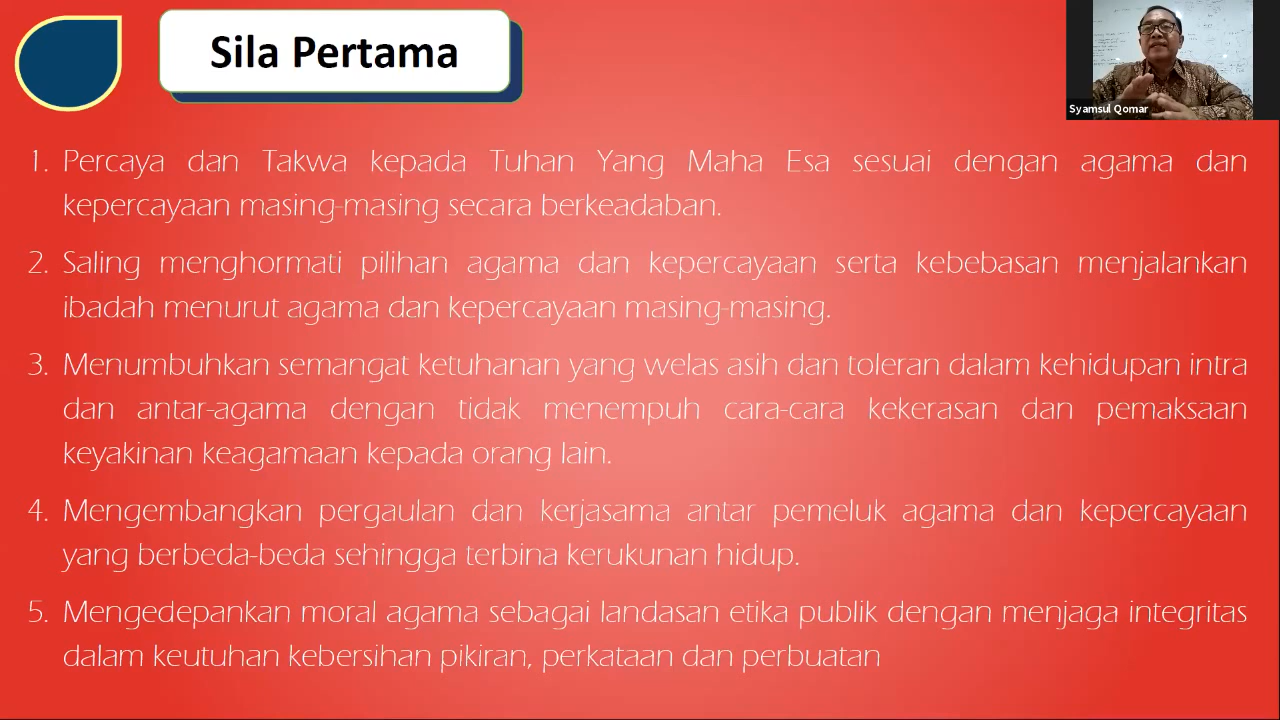 Sila Pertama
Syamsul Qomar
1. Percaya dan Takwa kepada Tuhan Yang Maha Esa sesuai dengan agama dan
kepercayaan masing-masing secara berkeadaban.
2. Saling menghormati pilihan agama dan kepercayaan serta kebebasan menjalankan
ibadah menurut agama dan kepercayaan masing-masing.
3. Menumbuhkan semangat ketuhanan yang welas asih dan toleran dalam kehidupan intra
dan antar-agama dengan tidak menempuh cara-cara kekerasan dan pemaksaan
keyakinan keagamaan kepada orang lain.
4. Mengembangkan pergaulan dan kerjasama antar pemeluk agama dan kepercayaan
yang berbeda-beda sehingga terbina kerukunan hidup.
5. Mengedepankan moral agama sebagai landasan etika publik dengan menjaga integritas
dalam keutuhan kebersihan pikiran, perkataan dan perbuatan